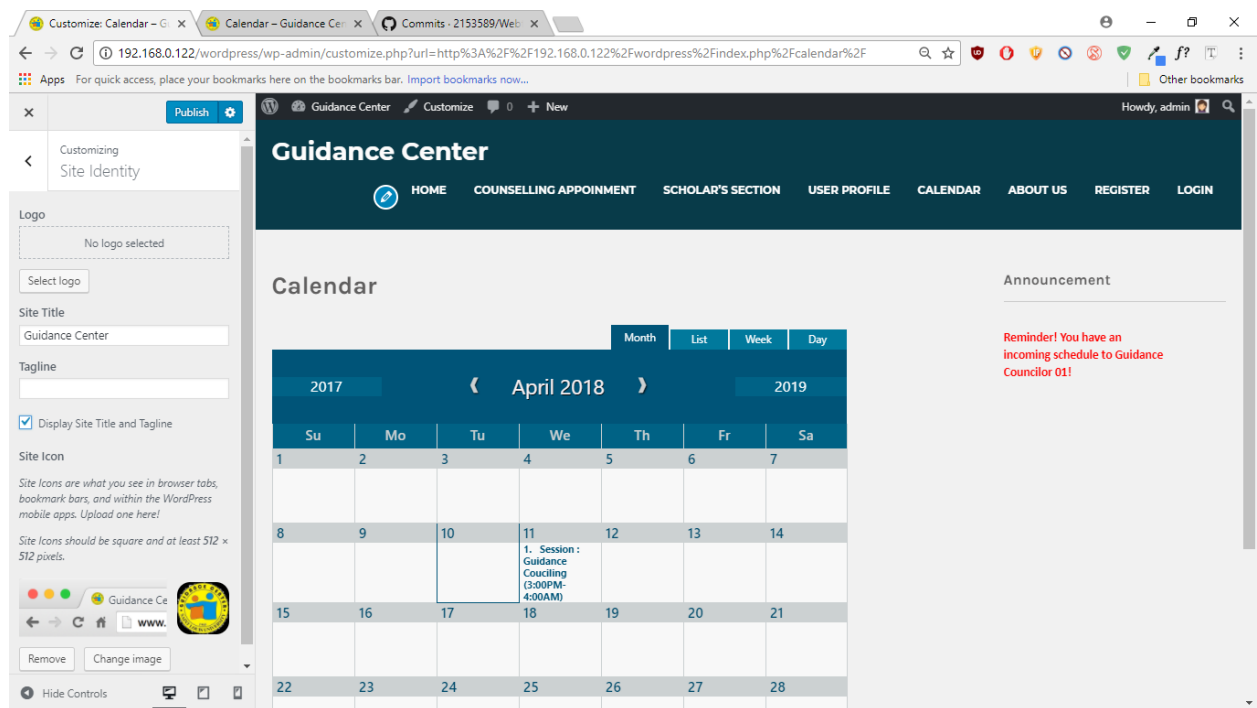 Customize: Calendar – G
Calendar – Guidance Cen
Commits · 2153589/Web
192.168.0.122/wordpress/wp-admin/customize.php?url=http%3A%2F%2F192.168.0.122%2Fwordpress%2Findex.php%2Fcalendar%2F
Apps For quick access, place your bookmarks here on the bookmarks bar. Import bookmarks now...
Other bookmarks
Publish
Customizing
Site Identity
Logo
No logo selected
Select logo
Site Title
Guidance Center
Tagline
Display Site Title and Tagline
Site Icon
Site Icons are what you see in browser tabs,
bookmark bars, and within the WordPress
mobile apps. Upload one here!
Site Icons should be square and at least 512 ×
512 pixels.
Guidance Ce
www.
Remove Change image
Hide Controls
Guidance Center Customize 0 New
Howdy, admin
Guidance Center
HOME COUNSELLING APPOINMENT SCHOLAR'S SECTION USER PROFILE CALENDAR ABOUT US REGISTER LOGIN
Calendar
Month List Week Day
2017 April 2018 2019
Su Mo Tu We Th Fr Sa
1 2 3 4 5 6 7
8 9 10 11 12 13 14
1. Session :
Guidance
Couciling
(3:00PM-
4:00AM)
15 16 17 18 19 20 21
22 23 24 25 26 27 28
Announcement
Reminder! You have an
incoming schedule to Guidance
Councilor 01!